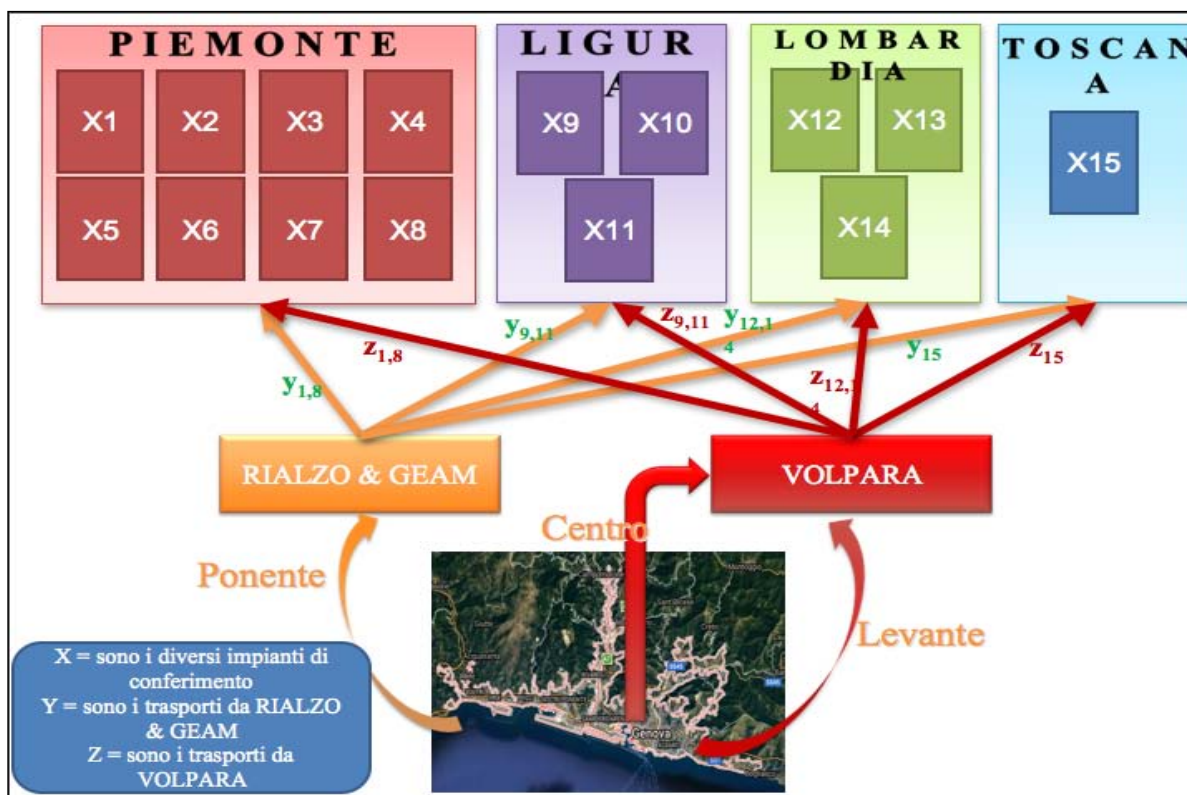 PIEMONTE
LIGUR
A
LOMBAR
DIA
TOSCAN
A
X1
X2
X3
X4
X5
X6
X7
X8
X9
X10
X11
X12
X13
X14
X15
y1,8
z1,8
y9,11
z9,11
y12,1
4
z12,1
4
y15
z15
RIALZO & GEAM
VOLPARA
Ponente
Centro
Levante
Genova
X = sono i diversi impianti di
conferimento
Y = sono i trasporti da RIALZO
& GEAM
Z = sono i trasporti da
VOLPARA